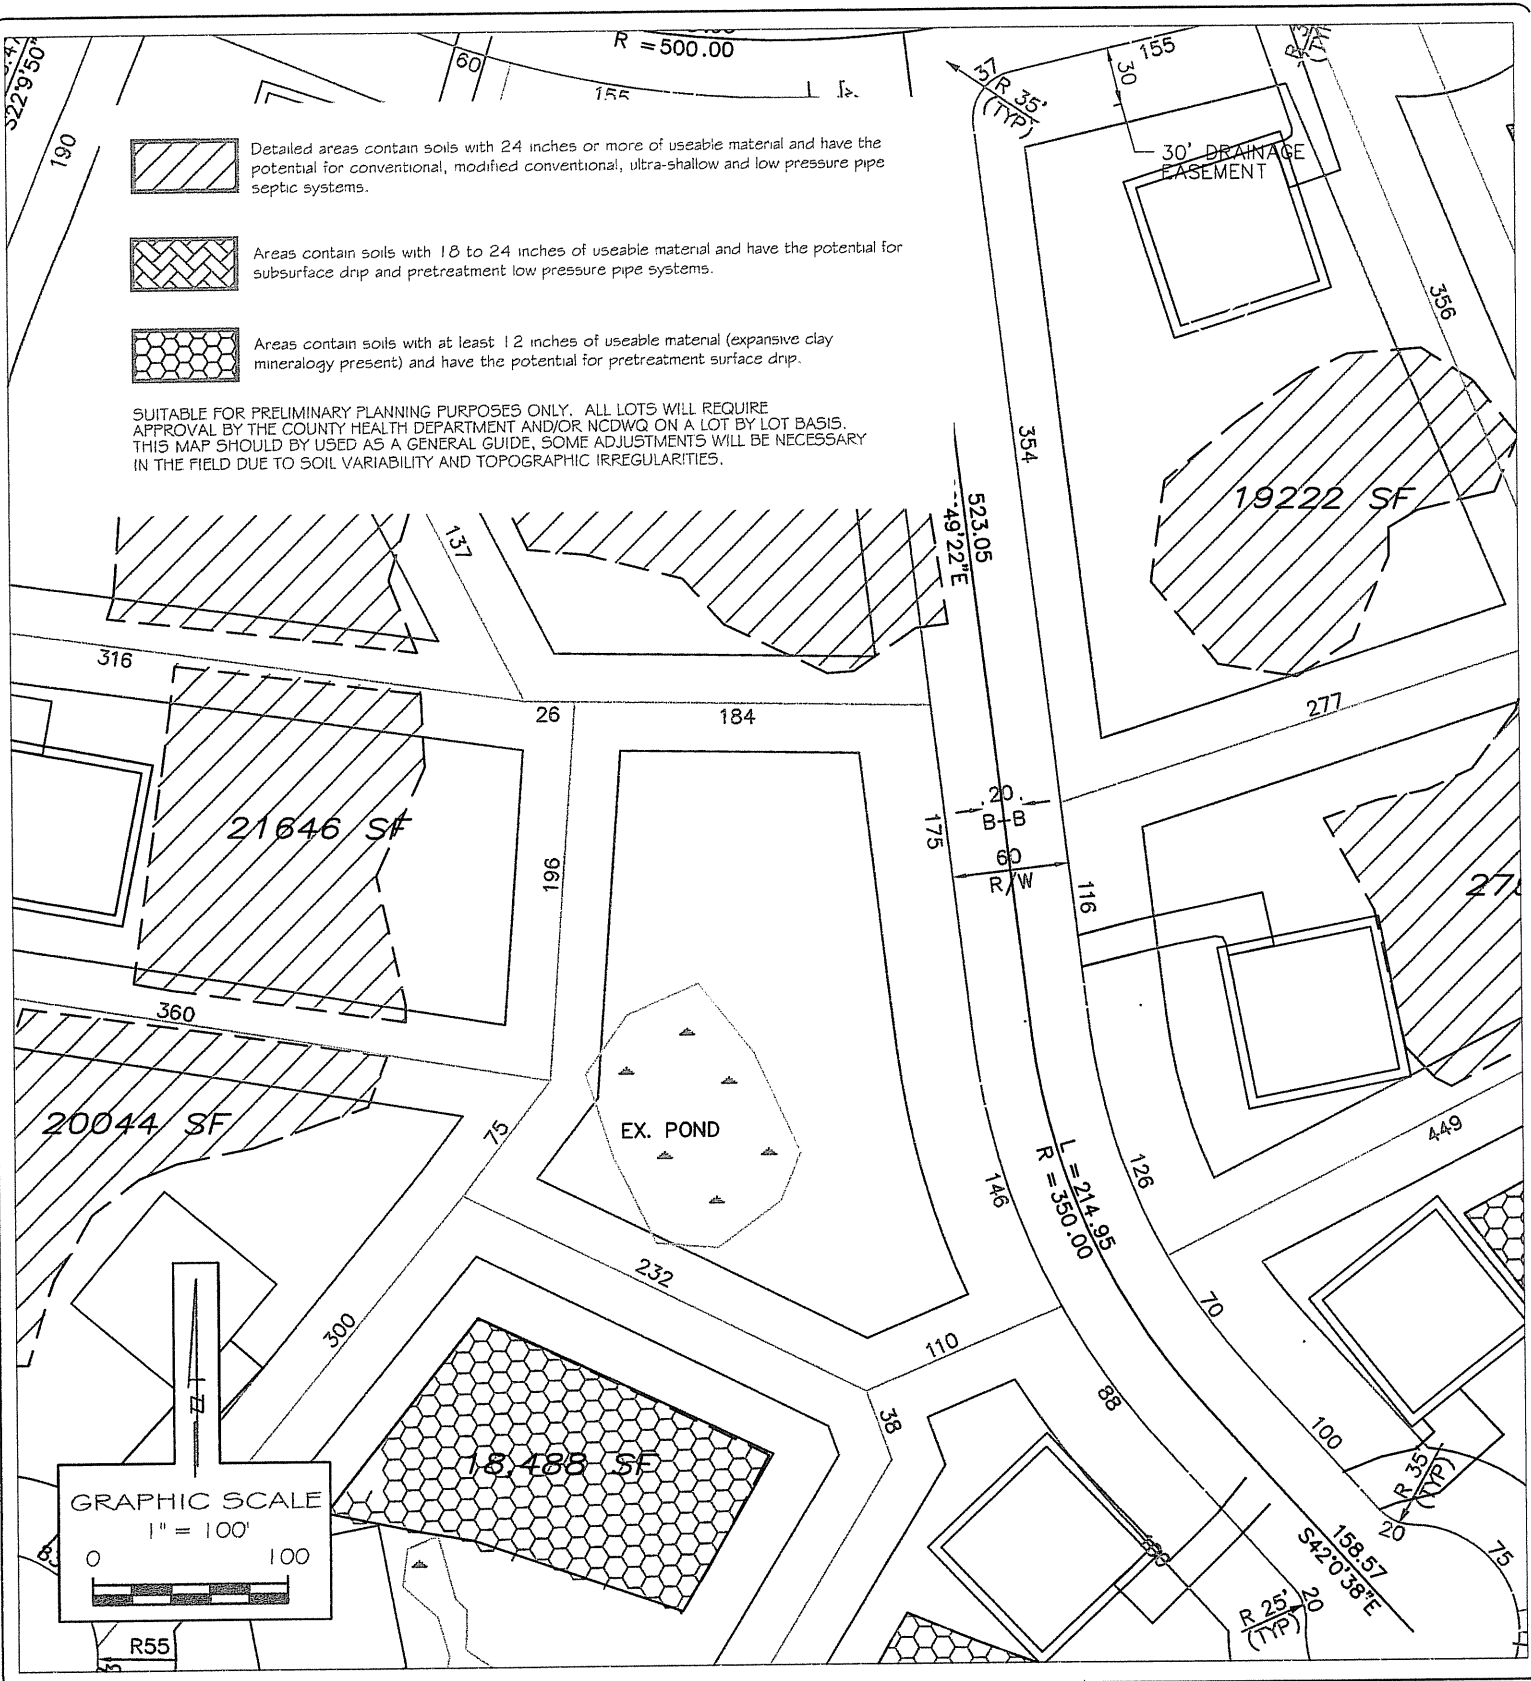 R = 500.00
S22°9'50"
60
155
190
37
R 35'
(TYP)
155
30
30' DRAINAGE
EASEMENT
Detailed areas contain soils with 24 inches or more of useable material and have the
potential for conventional, modified conventional, ultra-shallow and low pressure pipe
septic systems.
Areas contain soils with 18 to 24 inches of useable material and have the potential for
subsurface drip and pretreatment low pressure pipe systems.
Areas contain soils with at least 12 inches of useable material (expansive clay
mineralogy present) and have the potential for pretreatment surface drip.
SUITABLE FOR PRELIMINARY PLANNING PURPOSES ONLY. ALL LOTS WILL REQUIRE
APPROVAL BY THE COUNTY HEALTH DEPARTMENT AND/OR NCDWQ ON A LOT BY LOT BASIS.
THIS MAP SHOULD BY USED AS A GENERAL GUIDE, SOME ADJUSTMENTS WILL BE NECESSARY
IN THE FIELD DUE TO SOIL VARIABILITY AND TOPOGRAPHIC IRREGULARITIES.
356
354
19222 SF
137
523.05
49'22"E
316
26
184
277
21646 SF
175
20
B-B
60
R/W
196
116
360
20044 SF
75
EX. POND
146
L = 214.95
R = 350.00
126
449
232
300
110
70
88
38
100
18,488 SF
R 35'
(TYP)
20
158.57
S42°0'38"E
75
GRAPHIC SCALE
1" = 100'
0 100
R 25'
(TYP)
20
R55